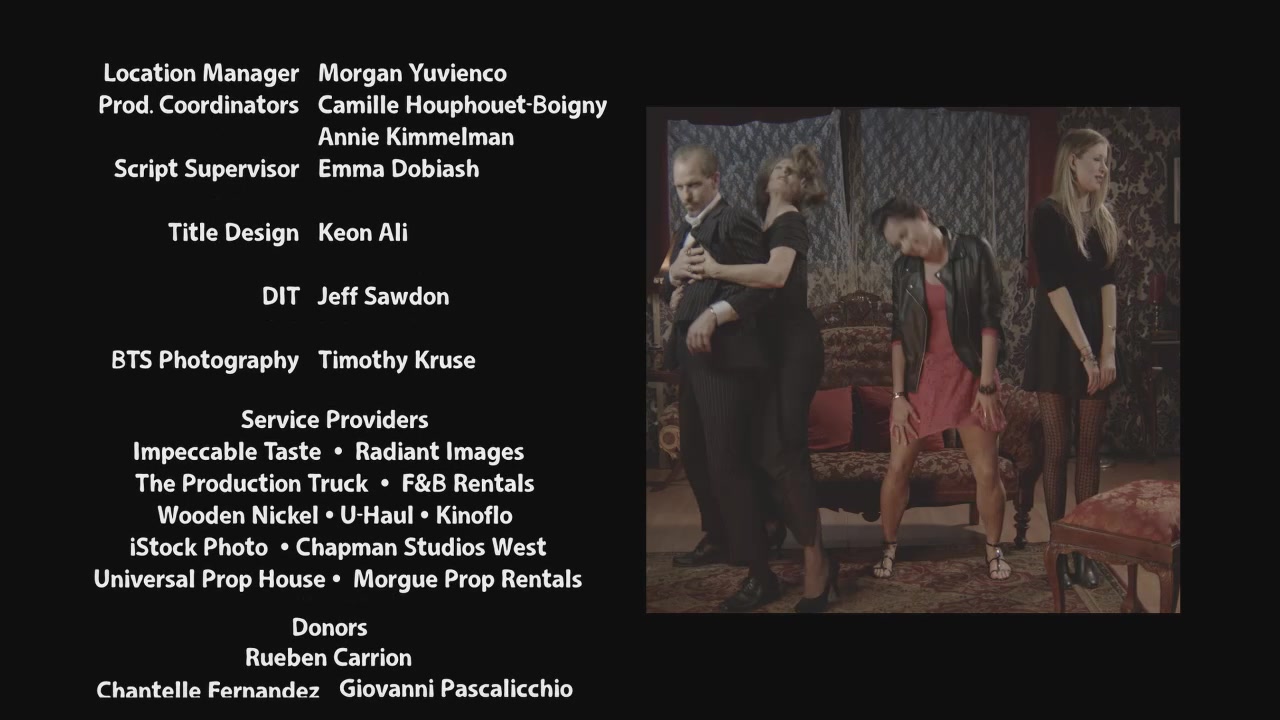 Location Manager Morgan Yuvienco
Prod. Coordinators Camille Houphouet-Boigny
Annie Kimmelman
Script Supervisor Emma Dobiash
Title Design Keon Ali
DIT Jeff Sawdon
BTS Photography Timothy Kruse
Service Providers
Impeccable Taste • Radiant Images
The Production Truck • F&B Rentals
Wooden Nickel • U-Haul • Kinoflo
iStock Photo • Chapman Studios West
Universal Prop House • Morgue Prop Rentals
Donors
Rueben Carrion
Chantelle Fernandez Giovanni Pascalicchio